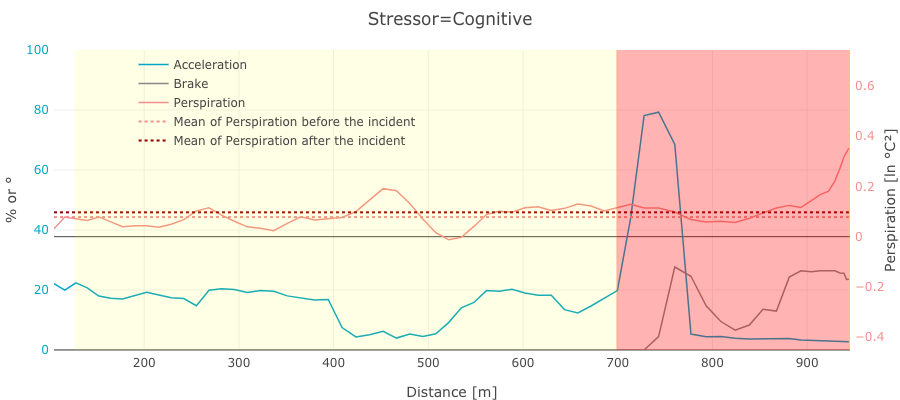 Stressor=Cognitive
100
80
60
40
20
0
% or °
Acceleration
Brake
Perspiration
Mean of Perspiration before the incident
Mean of Perspiration after the incident
0.6
0.4
0.2
0
−0.2
−0.4
Perspiration [ln °C²]
200 300 400 500 600 700 800 900
Distance [m]